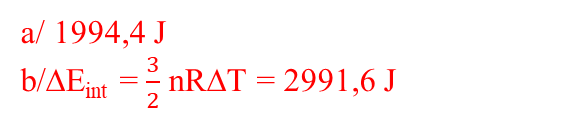 a/ 1994,4 J
b/ΔE_int = 3/2 nRΔT = 2991,6 J